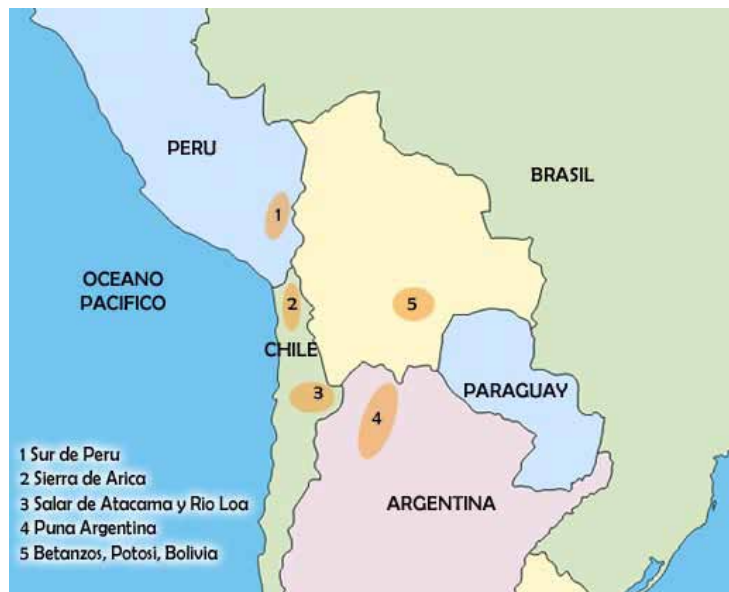 PERU
BRASIL
1
OCEANO
PACIFICO
2
5
CHILE
3
PARAGUAY
4
ARGENTINA
1 Sur de Peru
2 Sierra de Arica
3 Salar de Atacama y Rio Loa
4 Puna Argentina
5 Betanzos, Potosi, Bolivia